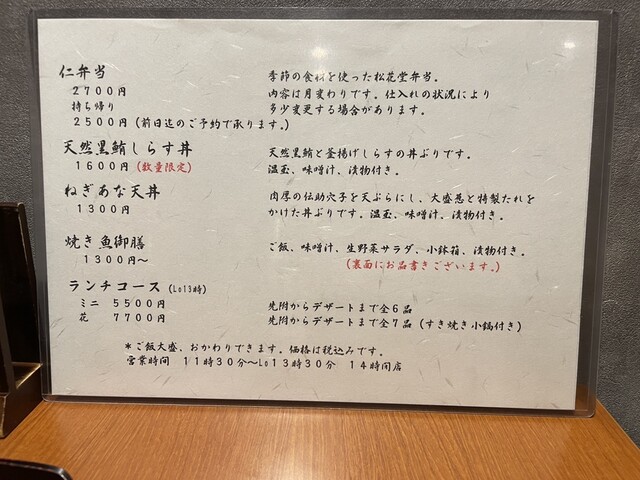 仁弁当 季節の食材を使った松花堂弁当。
２７００円 内容は月変わりです。仕入れの状況により
持ち帰り 多少変更する場合があります。
２５００円（前日迄のご予約で承ります。）
天然黒鮪しらす丼 天然黒鮪と釜揚げしらすの丼ぶりです。
１６００円（数量限定） 温玉、味噌汁、漬物付き。
ねぎあな天丼 肉厚の伝助穴子を天ぷらにし、大盛葱と特製たれを
１３００円 かけた丼ぶりです。温玉、味噌汁、漬物付き。
焼き魚御膳 ご飯、味噌汁、生野菜サラダ、小鉢箱、漬物付き。
１３００円〜 （裏面にお品書きございます。）
ランチコース（Lo13時）
ミニ ５５００円 先附からデザートまで全６品
花 ７７００円 先附からデザートまで全７品（すき焼き小鍋付き）
＊ご飯大盛、おかわりできます。価格は税込みです。
営業時間 １１時３０分〜Lo１３時３０分 １４時閉店